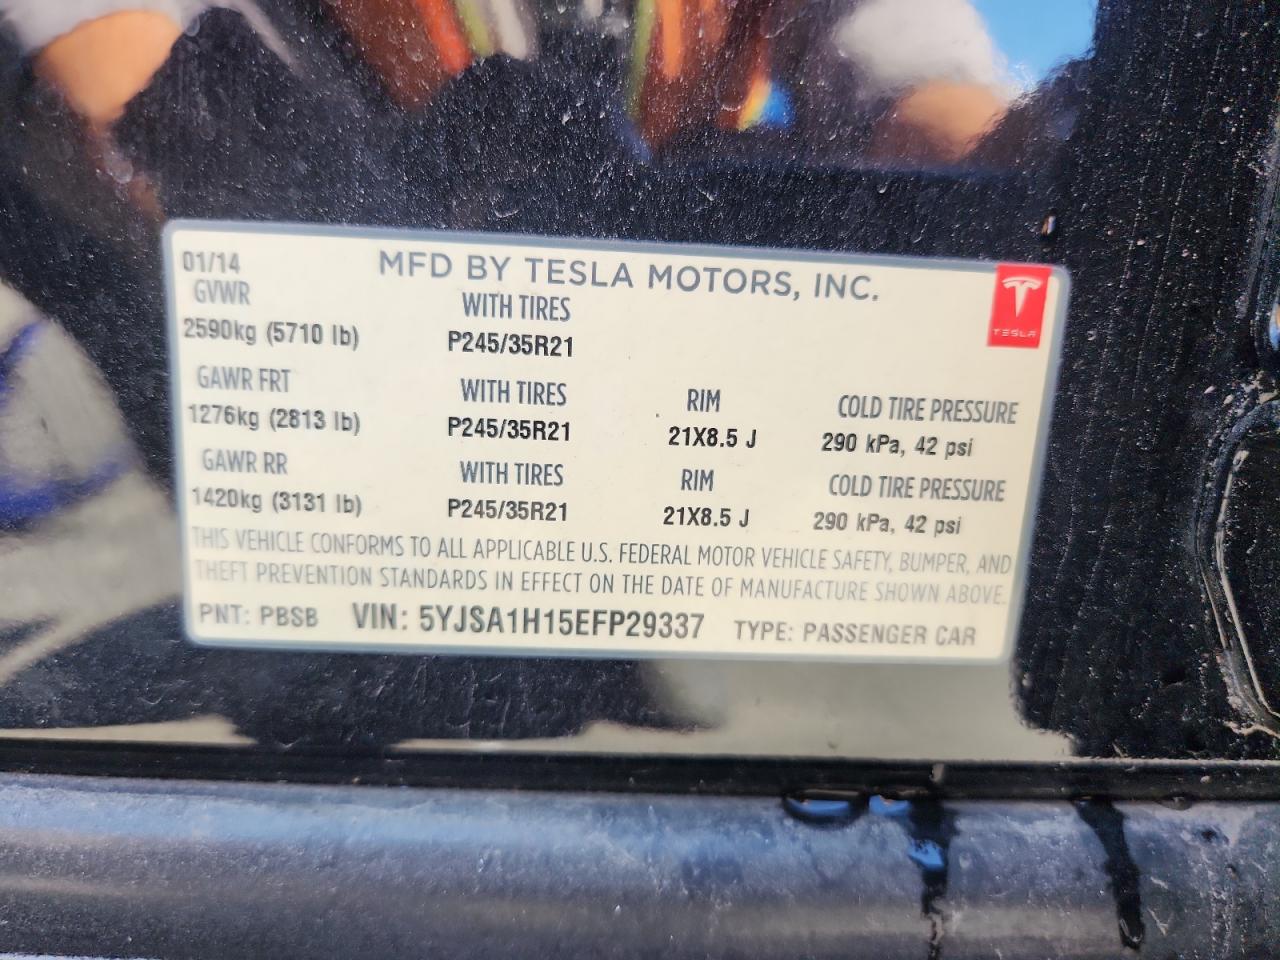 01/14 MFD BY TESLA MOTORS, INC.
TESLA
GVWR WITH TIRES
2590kg (5710 lb) P245/35R21
GAWR FRT WITH TIRES RIM COLD TIRE PRESSURE
1276kg (2813 lb) P245/35R21 21X8.5 J 290 kPa, 42 psi
GAWR RR WITH TIRES RIM COLD TIRE PRESSURE
1420kg (3131 lb) P245/35R21 21X8.5 J 290 kPa, 42 psi
THIS VEHICLE CONFORMS TO ALL APPLICABLE U.S. FEDERAL MOTOR VEHICLE SAFETY, BUMPER, AND
THEFT PREVENTION STANDARDS IN EFFECT ON THE DATE OF MANUFACTURE SHOWN ABOVE.
PNT: PBSB VIN: 5YJSA1H15EFP29337 TYPE: PASSENGER CAR